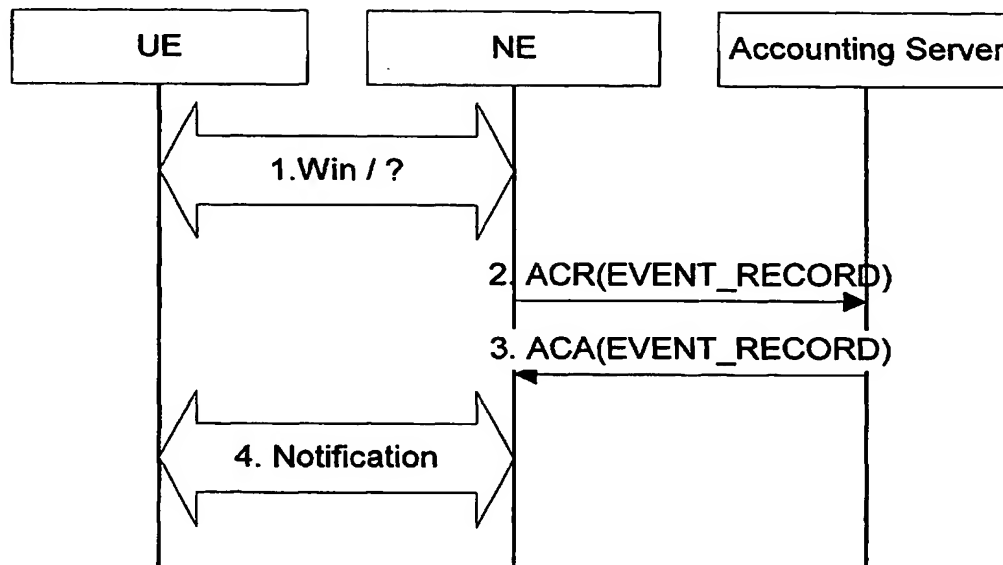 UE
NE
Accounting Server
1.Win / ?
2. ACR(EVENT_RECORD)
3. ACA(EVENT_RECORD)
4. Notification